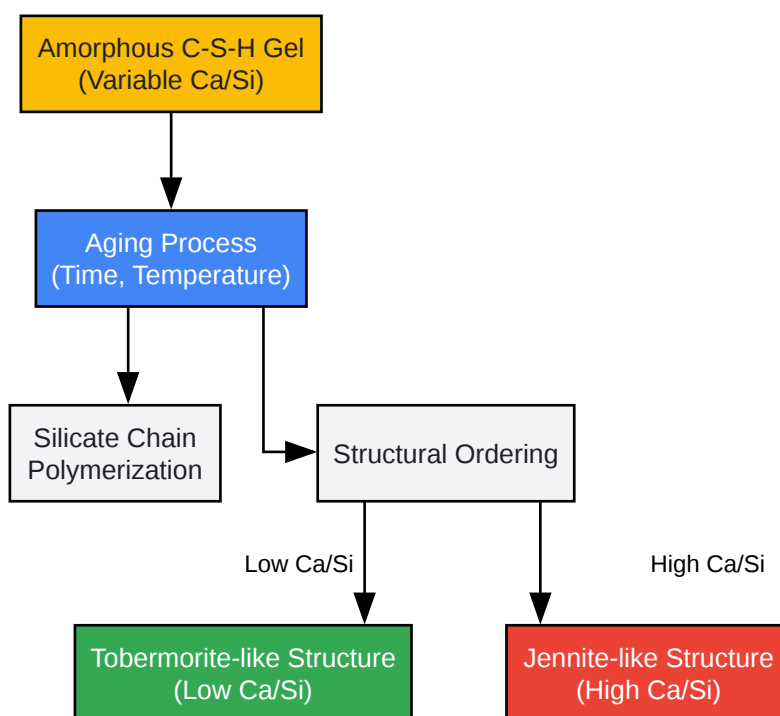 Amorphous C-S-H Gel
(Variable Ca/Si)
Aging Process
(Time, Temperature)
Silicate Chain
Polymerization
Structural Ordering
Low Ca/Si
High Ca/Si
Tobermorite-like Structure
(Low Ca/Si)
Jennite-like Structure
(High Ca/Si)